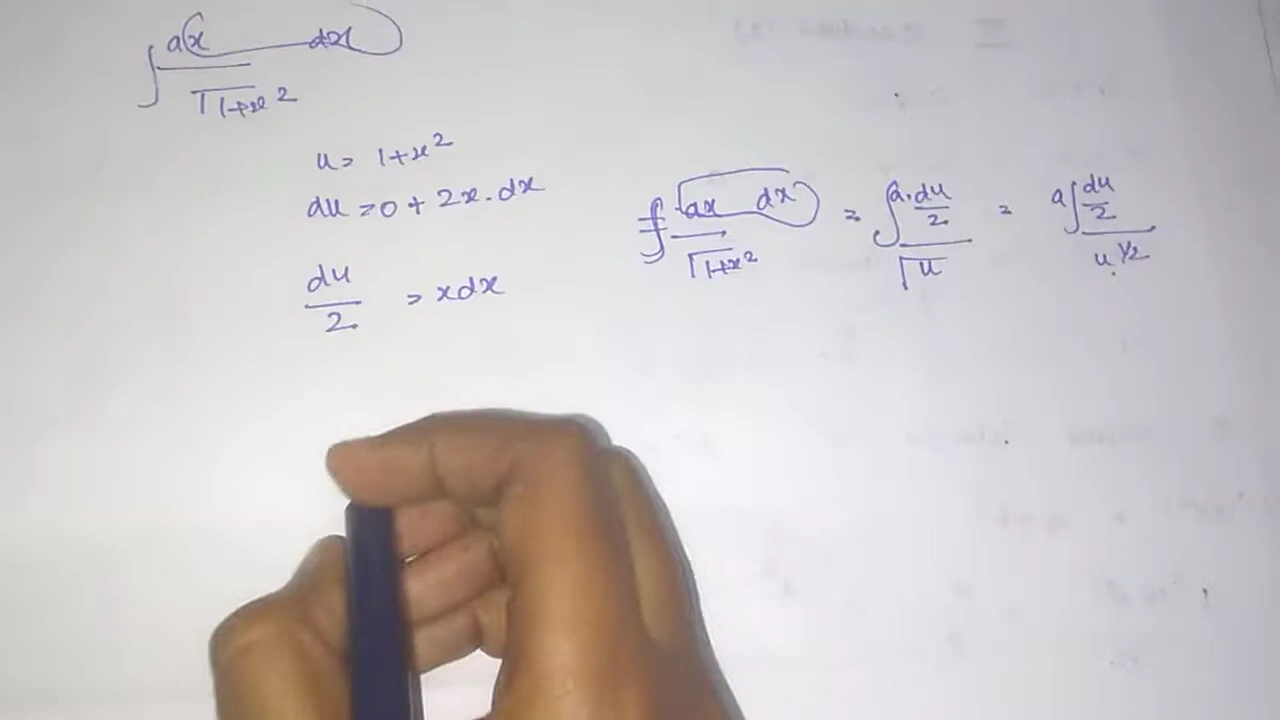 ∫ ax dx / √1+x²
u = 1+x²
du = 0 + 2x.dx
du/2 = xdx
∫ ax dx / √1+x² = ∫ a.du/2 / √u = a∫ du/2 / u^1/2